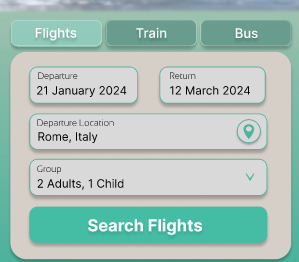 Flights Train Bus
Departure Return
21 January 2024 12 March 2024
Departure Location
Rome, Italy
Group
2 Adults, 1 Child
Search Flights